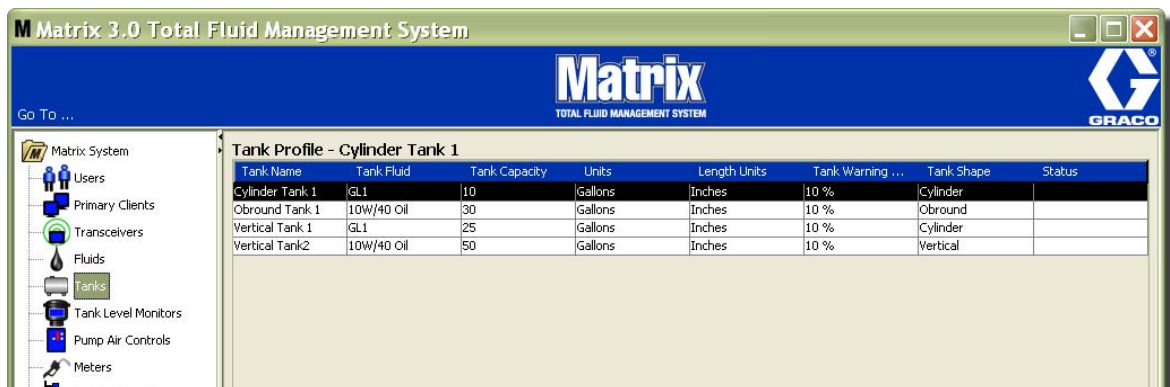 M Matrix 3.0 Total Fluid Management System
Matrix
TOTAL FLUID MANAGEMENT SYSTEM
GRACO
®
Go To ...
M Matrix System
Users
Primary Clients
Transceivers
Fluids
Tanks
Tank Level Monitors
Pump Air Controls
Meters
Tank Profile - Cylinder Tank 1
Tank Name Tank Fluid Tank Capacity Units Length Units Tank Warning ... Tank Shape Status
Cylinder Tank 1 GL1 10 Gallons Inches 10 % Cylinder
Obround Tank 1 10W/40 Oil 30 Gallons Inches 10 % Obround
Vertical Tank 1 GL1 25 Gallons Inches 10 % Cylinder
Vertical Tank2 10W/40 Oil 50 Gallons Inches 10 % Vertical